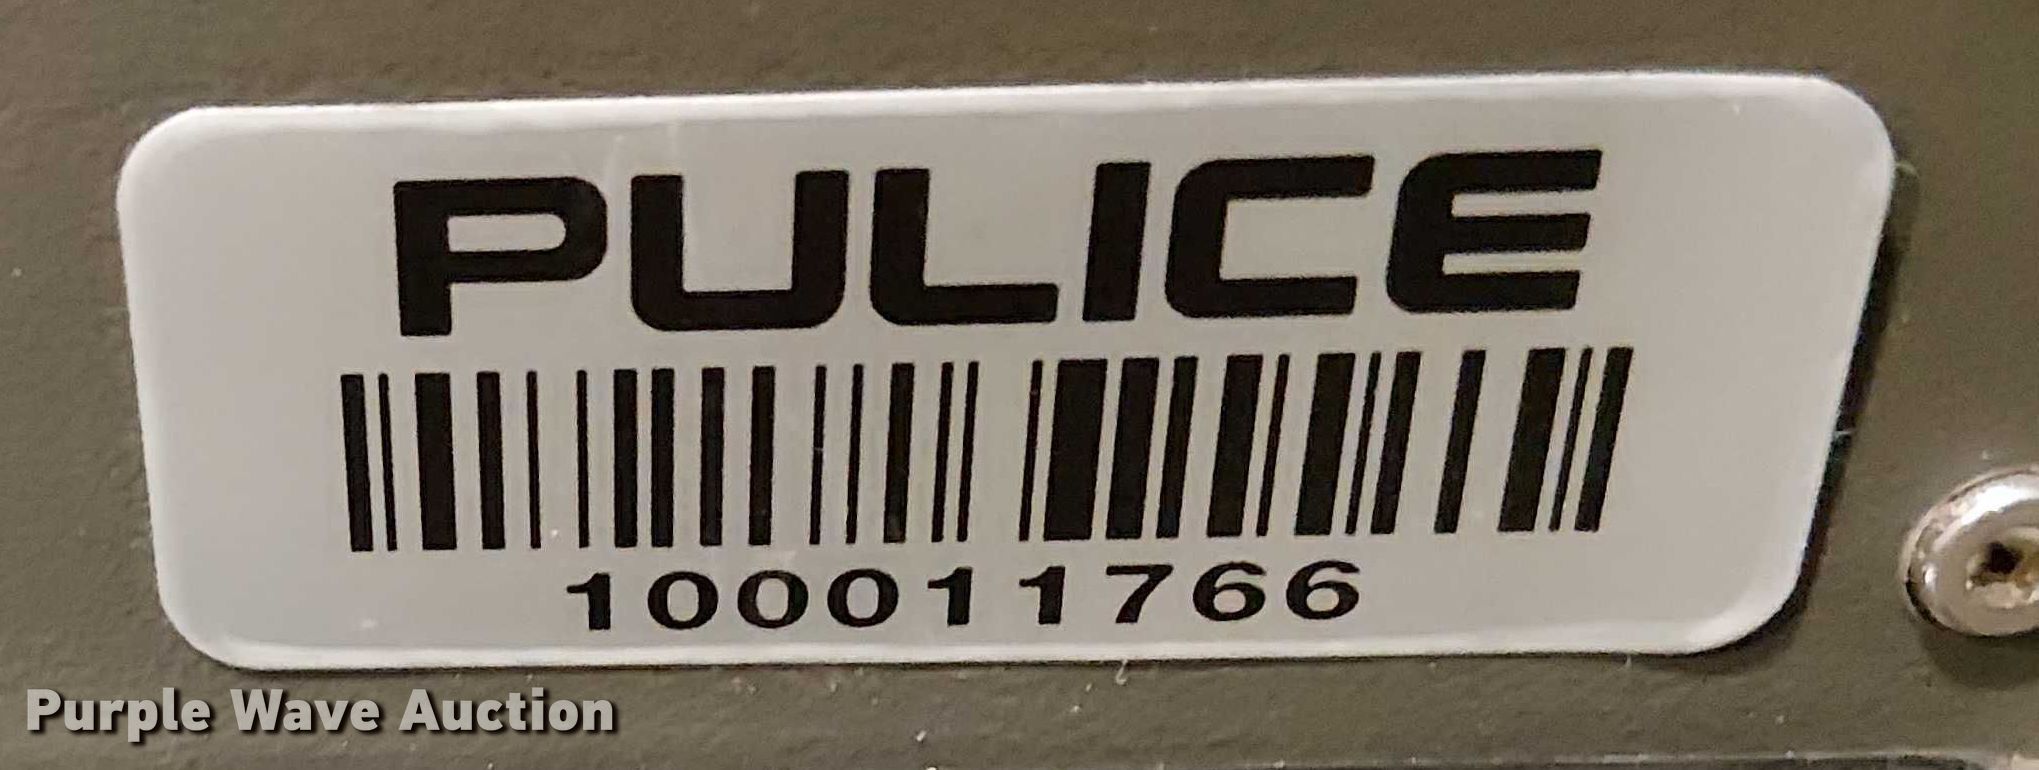 PULICE
100011766
Purple Wave Auction